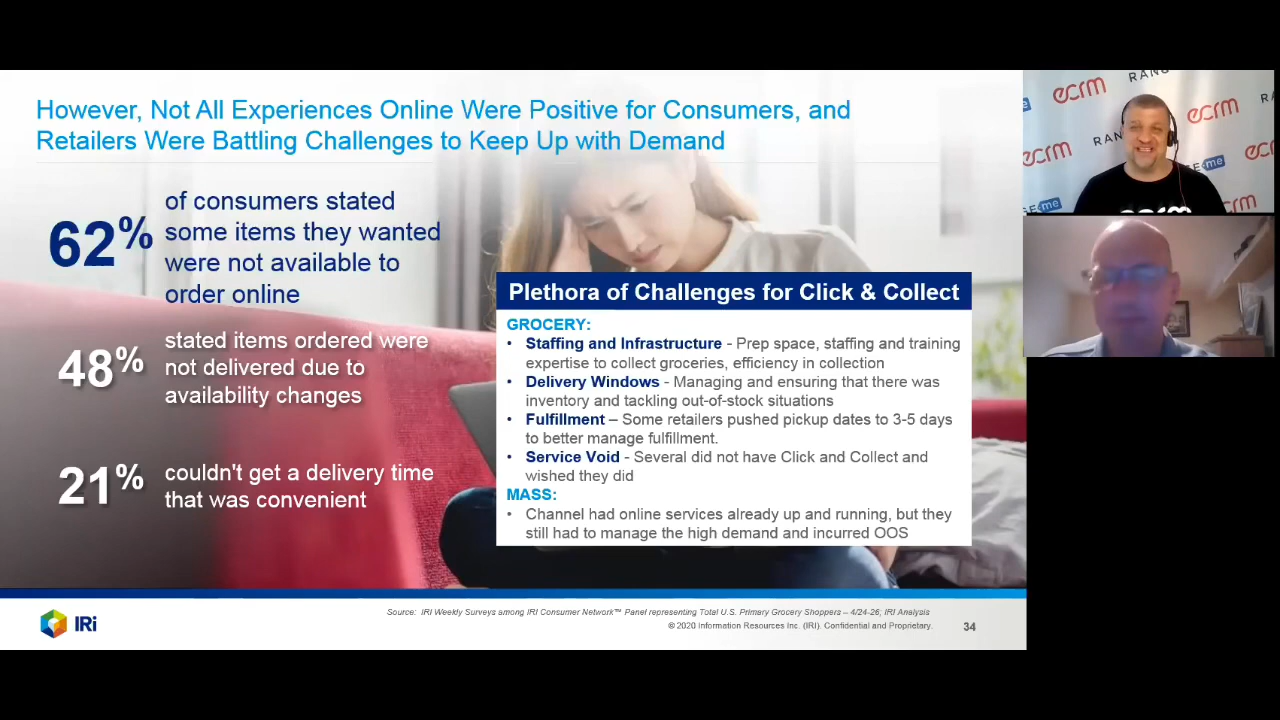 However, Not All Experiences Online Were Positive for Consumers, and
Retailers Were Battling Challenges to Keep Up with Demand
62%
of consumers stated
some items they wanted
were not available to
order online
48%
stated items ordered were
not delivered due to
availability changes
21%
couldn't get a delivery time
that was convenient
Plethora of Challenges for Click & Collect
GROCERY:
• Staffing and Infrastructure - Prep space, staffing and training
expertise to collect groceries, efficiency in collection
• Delivery Windows - Managing and ensuring that there was
inventory and tackling out-of-stock situations
• Fulfillment – Some retailers pushed pickup dates to 3-5 days
to better manage fulfillment.
• Service Void - Several did not have Click and Collect and
wished they did
MASS:
• Channel had online services already up and running, but they
still had to manage the high demand and incurred OOS
IRi
Source: IRI Weekly Surveys among IRI Consumer Network™ Panel representing Total U.S. Primary Grocery Shoppers – 4/24-26; IRI Analysis
© 2020 Information Resources Inc. (IRI). Confidential and Proprietary.
34
ecrm
RANGE
ecrm
ecrm
RAN
ecrm
GE me
ecrm
ecrm